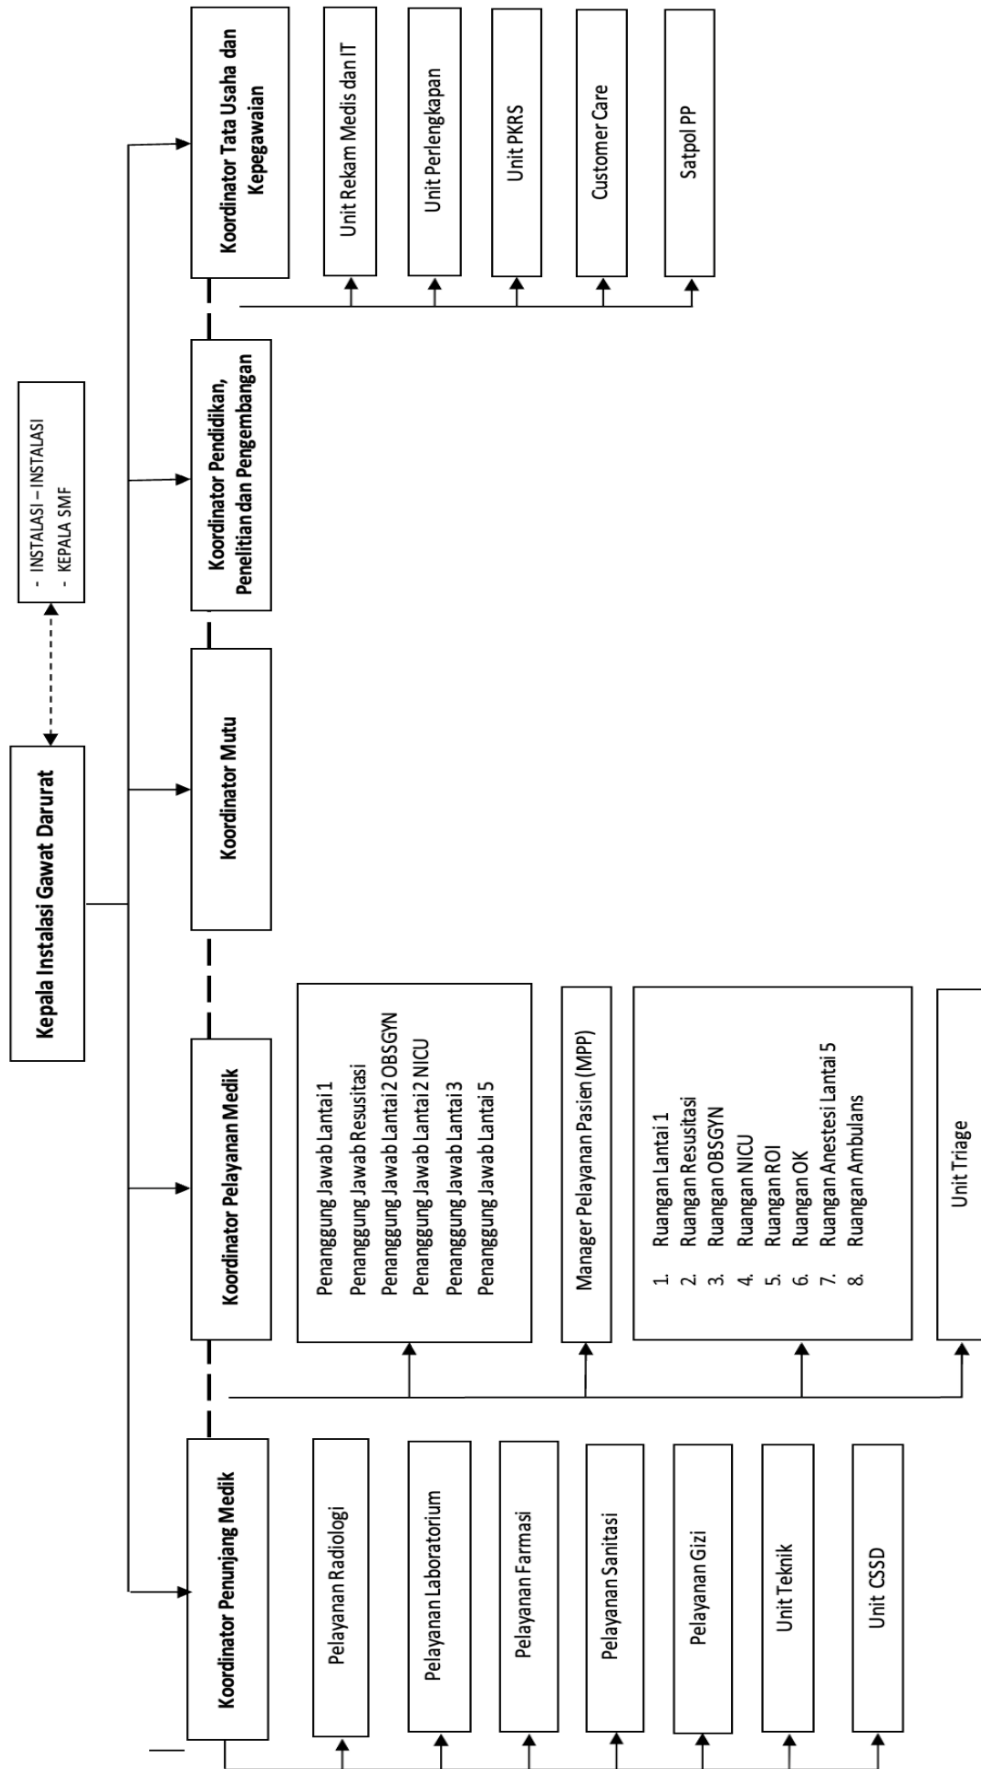 Kepala Instalasi Gawat Darurat
- INSTALASI – INSTALASI
- KEPALA SMF
Koordinator Penunjang Medik
Koordinator Pelayanan Medik
Koordinator Mutu
Koordinator Pendidikan,
Penelitian dan Pengembangan
Koordinator Tata Usaha dan
Kepegawaian
Pelayanan Radiologi
Pelayanan Laboratorium
Pelayanan Farmasi
Pelayanan Sanitasi
Pelayanan Gizi
Unit Teknik
Unit CSSD
Penanggung Jawab Lantai 1
Penanggung Jawab Resusitasi
Penanggung Jawab Lantai 2 OBSGYN
Penanggung Jawab Lantai 2 NICU
Penanggung Jawab Lantai 3
Penanggung Jawab Lantai 5
Manager Pelayanan Pasien (MPP)
1. Ruangan Lantai 1
2. Ruangan Resusitasi
3. Ruangan OBSGYN
4. Ruangan NICU
5. Ruangan ROI
6. Ruangan OK
7. Ruangan Anestesi Lantai 5
8. Ruangan Ambulans
Unit Triage
Unit Rekam Medis dan IT
Unit Perlengkapan
Unit PKRS
Customer Care
Satpol PP